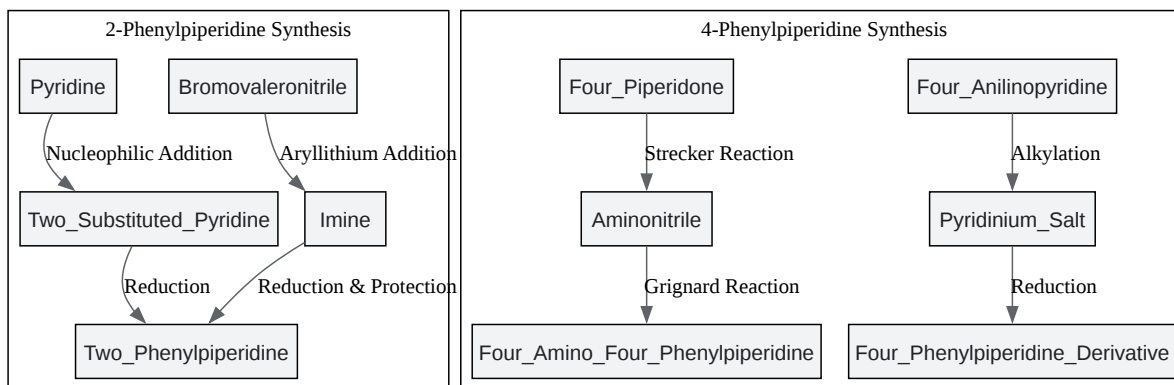 2-Phenylpiperidine Synthesis
Pyridine
Bromovaleronitrile
Nucleophilic Addition
Aryllithium Addition
Two_Substituted_Pyridine
Imine
Reduction
Reduction & Protection
Two_Phenylpiperidine
4-Phenylpiperidine Synthesis
Four_Piperidone
Four_Anilinopyridine
Strecker Reaction
Alkylation
Aminonitrile
Pyridinium_Salt
Grignard Reaction
Reduction
Four_Amino_Four_Phenylpiperidine
Four_Phenylpiperidine_Derivative